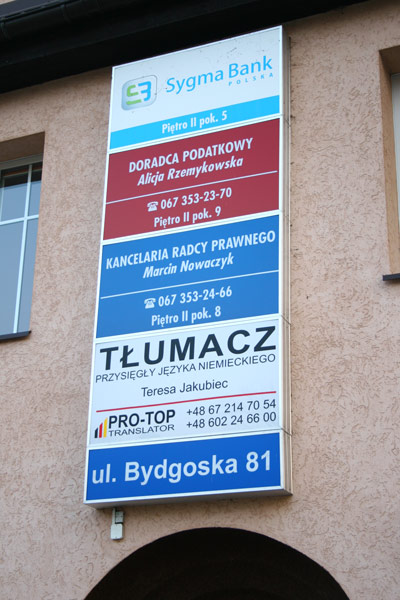 Sygma Bank
POLSKA
Piętro II pok. 5
DORADCA PODATKOWY
Alicja Rzemykowska
☎ 067 353-23-70
Piętro II pok. 9
KANCELARIA RADCY PRAWNEGO
Marcin Nowaczyk
☎ 067 353-24-66
Piętro II pok. 8
TŁUMACZ
PRZYSIĘGŁY JĘZYKA NIEMIECKIEGO
Teresa Jakubiec
PRO-TOP
TRANSLATOR
+48 67 214 70 54
+48 602 24 66 00
ul. Bydgoska 81